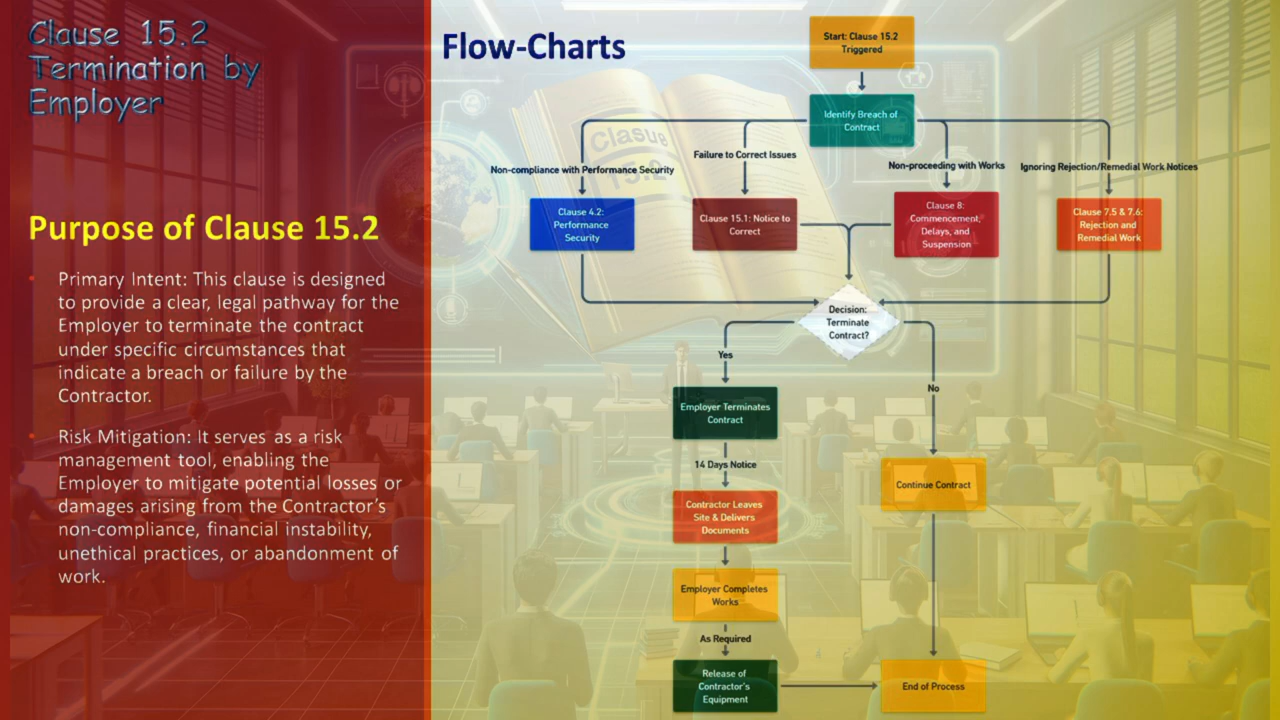 Clause 15.2
Termination by
Employer
Purpose of Clause 15.2
Primary Intent: This clause is designed
to provide a clear, legal pathway for the
Employer to terminate the contract
under specific circumstances that
indicate a breach or failure by the
Contractor.
Risk Mitigation: It serves as a risk
management tool, enabling the
Employer to mitigate potential losses or
damages arising from the Contractor's
non-compliance, financial instability,
unethical practices, or abandonment of
work.
Flow-Charts
Clasue
15.2
Start: Clause 15.2
Triggered
Identify Breach of
Contract
Non-compliance with Performance Security
Failure to Correct Issues
Non-proceeding with Works
Ignoring Rejection/Remedial Work Notices
Clause 4.2:
Performance
Security
Clause 15.1: Notice to
Correct
Clause 8:
Commencement,
Delays, and
Suspension
Clause 7.5 & 7.6:
Rejection and
Remedial Work
Decision:
Terminate
Contract?
Yes
No
Employer Terminates
Contract
14 Days Notice
Continue Contract
Contractor Leaves
Site & Delivers
Documents
Employer Completes
Works
As Required
Release of
Contractor's
Equipment
End of Process